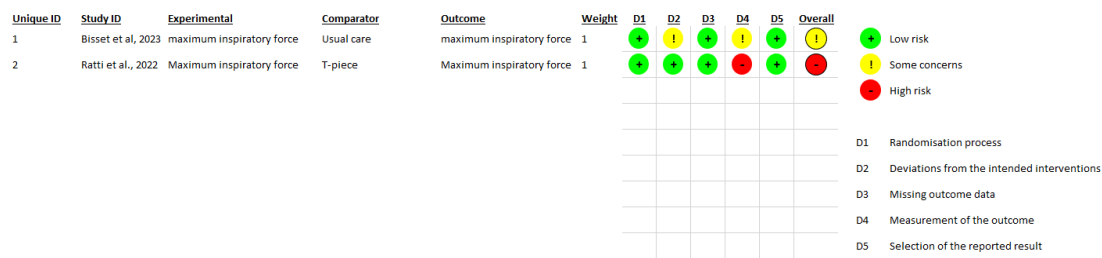 Unique ID Study ID Experimental Comparator Outcome Weight D1 D2 D3 D4 D5 Overall
1 Bisset et al, 2023 maximum inspiratory force Usual care maximum inspiratory force 1 + ! + ! + ! + Low risk
2 Ratti et al., 2022 Maximum inspiratory force T-piece Maximum inspiratory force 1 + + + - + - ! Some concerns
- High risk
D1 Randomisation process
D2 Deviations from the intended interventions
D3 Missing outcome data
D4 Measurement of the outcome
D5 Selection of the reported result